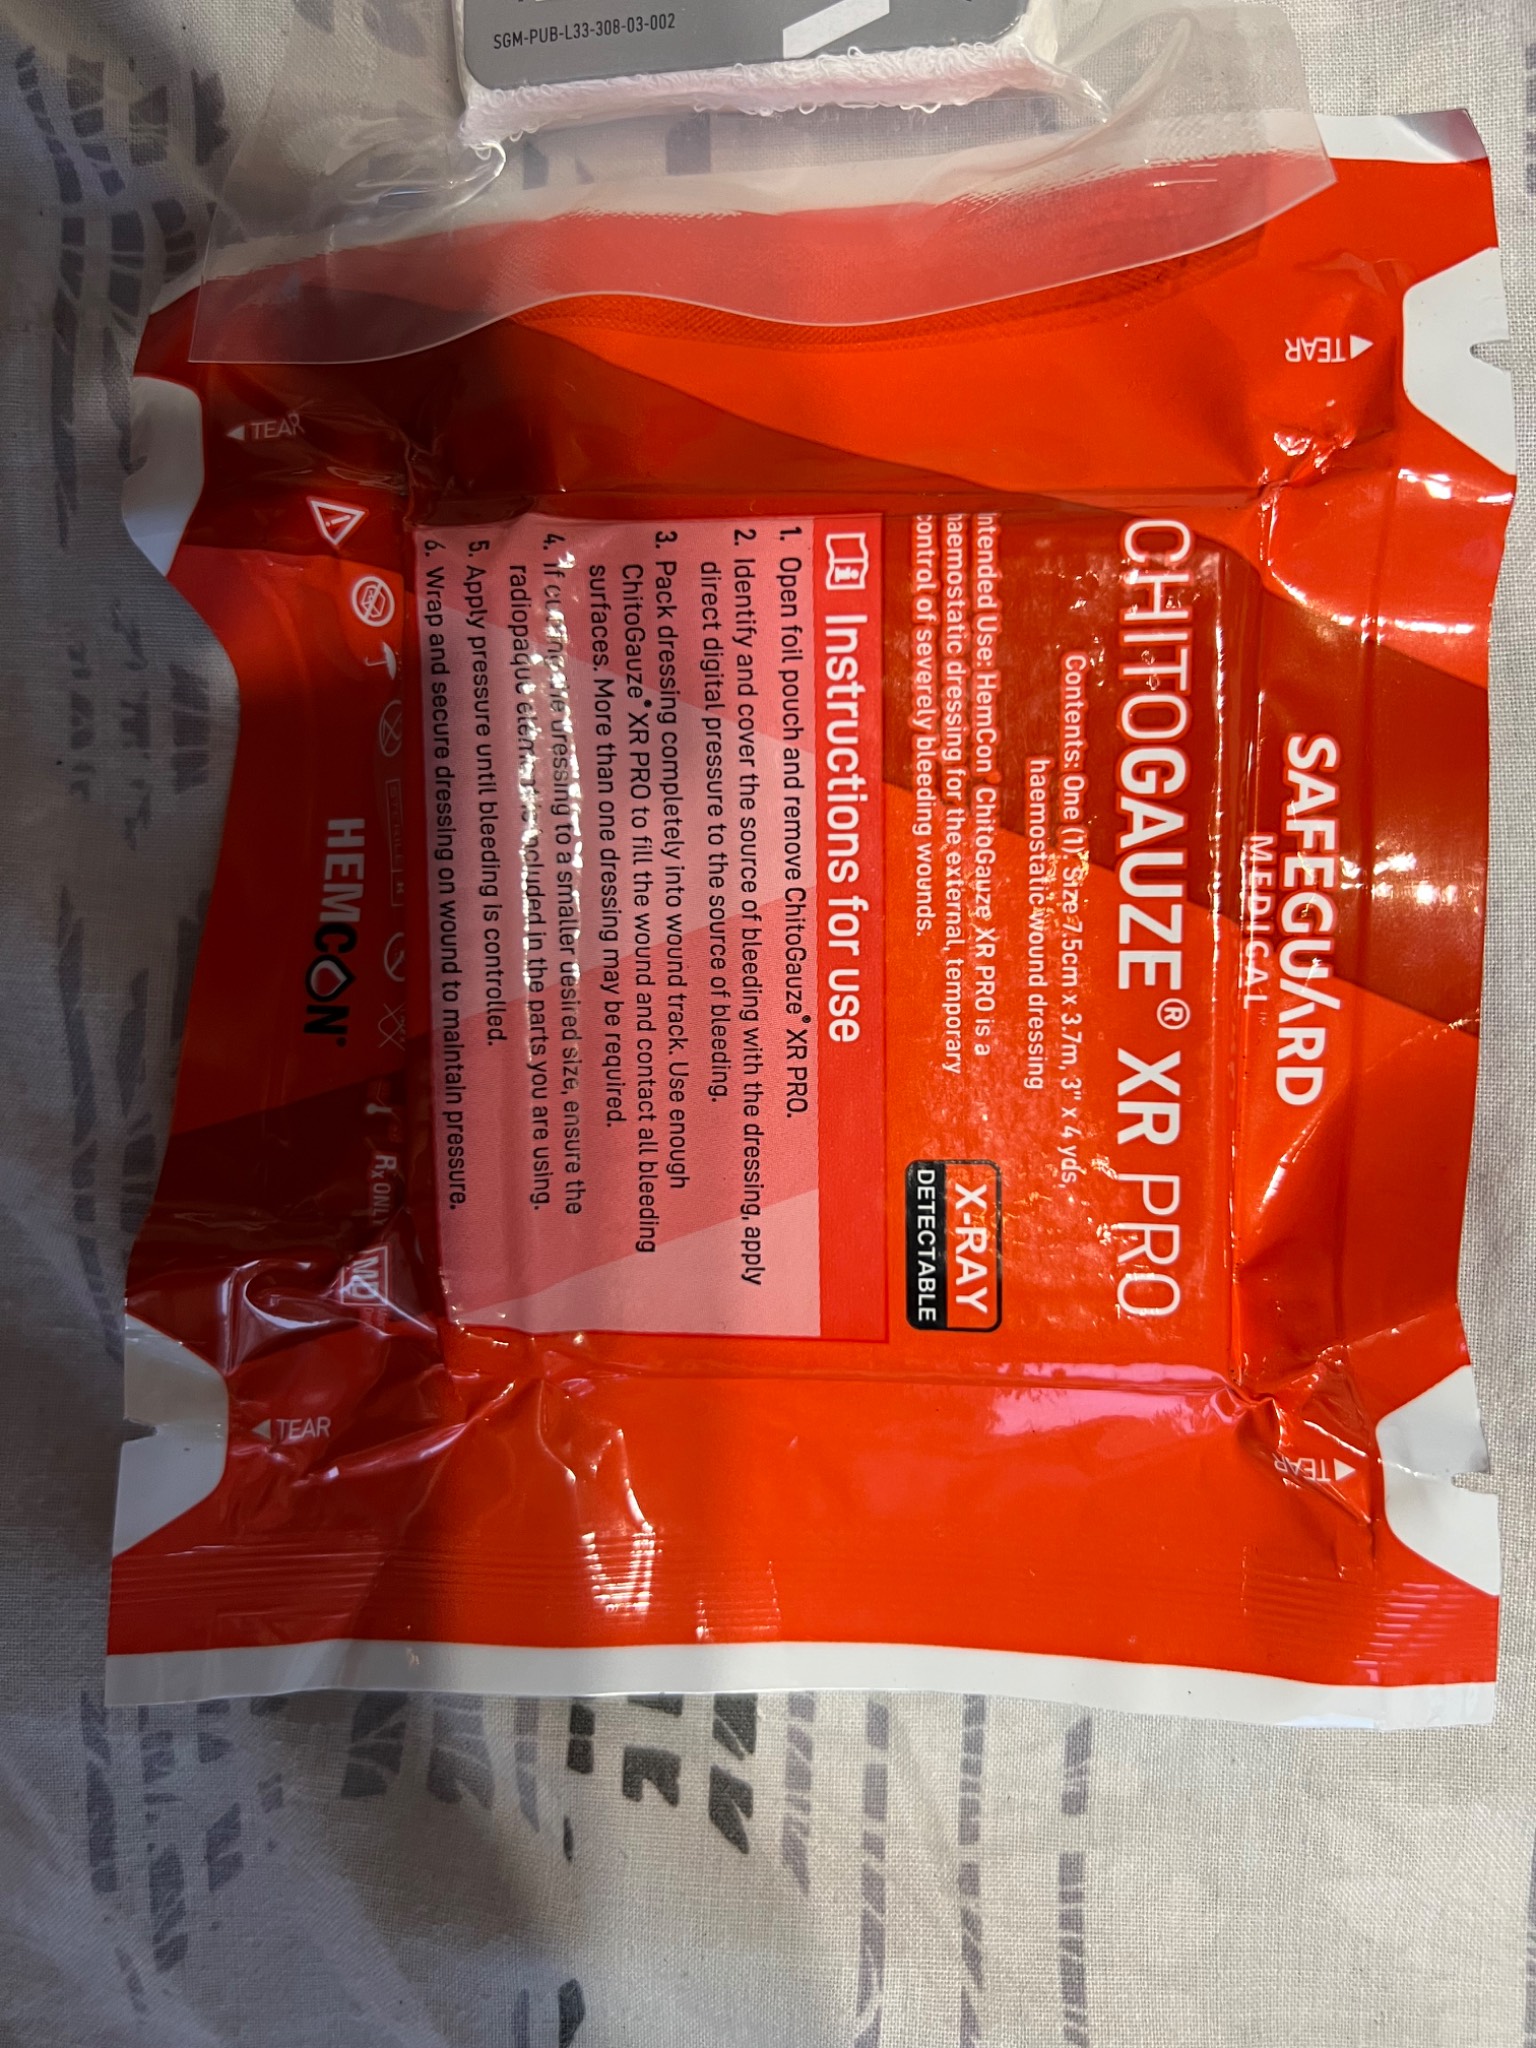 SGM-PUB-L33-308-03-002
TEAR
TEAR
SAFEGUARD
MEDICAL™
CHITOGAUZE® XR PRO
Contents: One (1). Size 7.5cm x 3.7m, 3" x 4 yds,
haemostatic wound dressing
Intended Use: HemCon® ChitoGauze® XR PRO is a
haemostatic dressing for the external, temporary
control of severely bleeding wounds.
X-RAY
DETECTABLE
Instructions for use
1. Open foil pouch and remove ChitoGauze® XR PRO.
2. Identify and cover the source of bleeding with the dressing, apply
direct digital pressure to the source of bleeding.
3. Pack dressing completely into wound track. Use enough
ChitoGauze® XR PRO to fill the wound and contact all bleeding
surfaces. More than one dressing may be required.
4. If cutting the dressing to a smaller desired size, ensure the
radiopaque element is included in the parts you are using.
5. Apply pressure until bleeding is controlled.
6. Wrap and secure dressing on wound to maintain pressure.
Rx ONLY
MD
HEMCON®
TEAR
TEAR